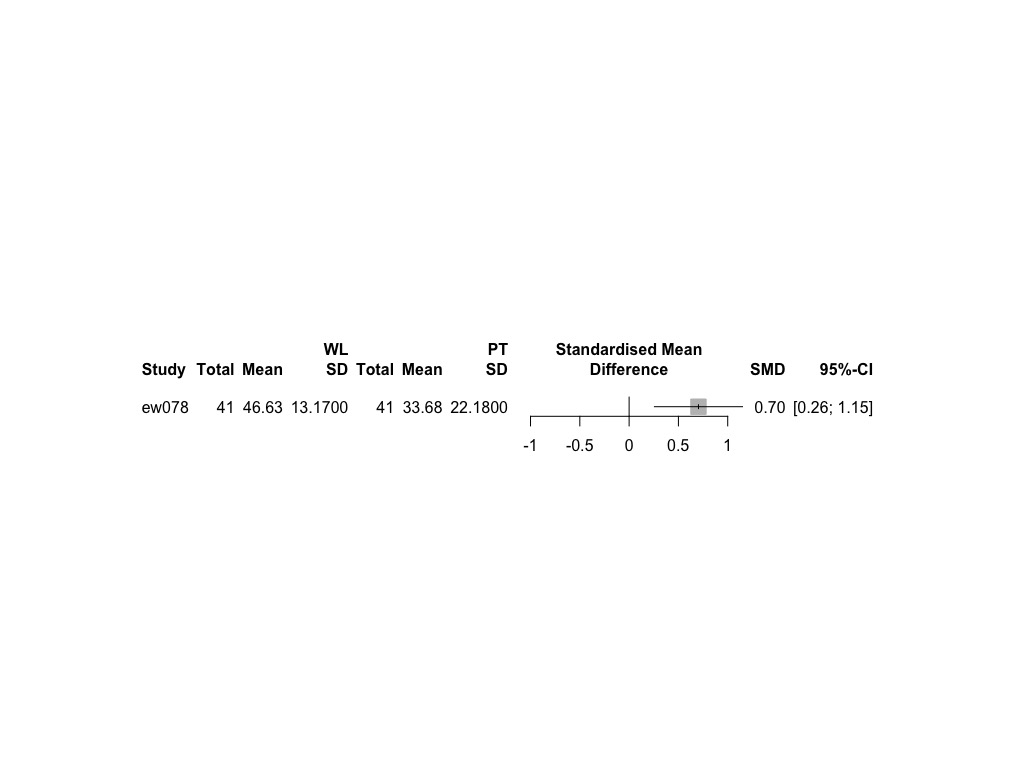 WL PT Standardised Mean
Study Total Mean SD Total Mean SD Difference SMD 95%-CI
ew078 41 46.63 13.1700 41 33.68 22.1800 0.70 [0.26; 1.15]
-1 -0.5 0 0.5 1